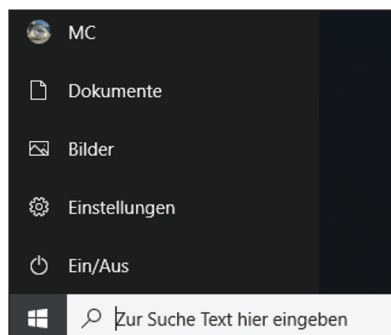 MC
Dokumente
Bilder
Einstellungen
Ein/Aus
Zur Suche Text hier eingeben